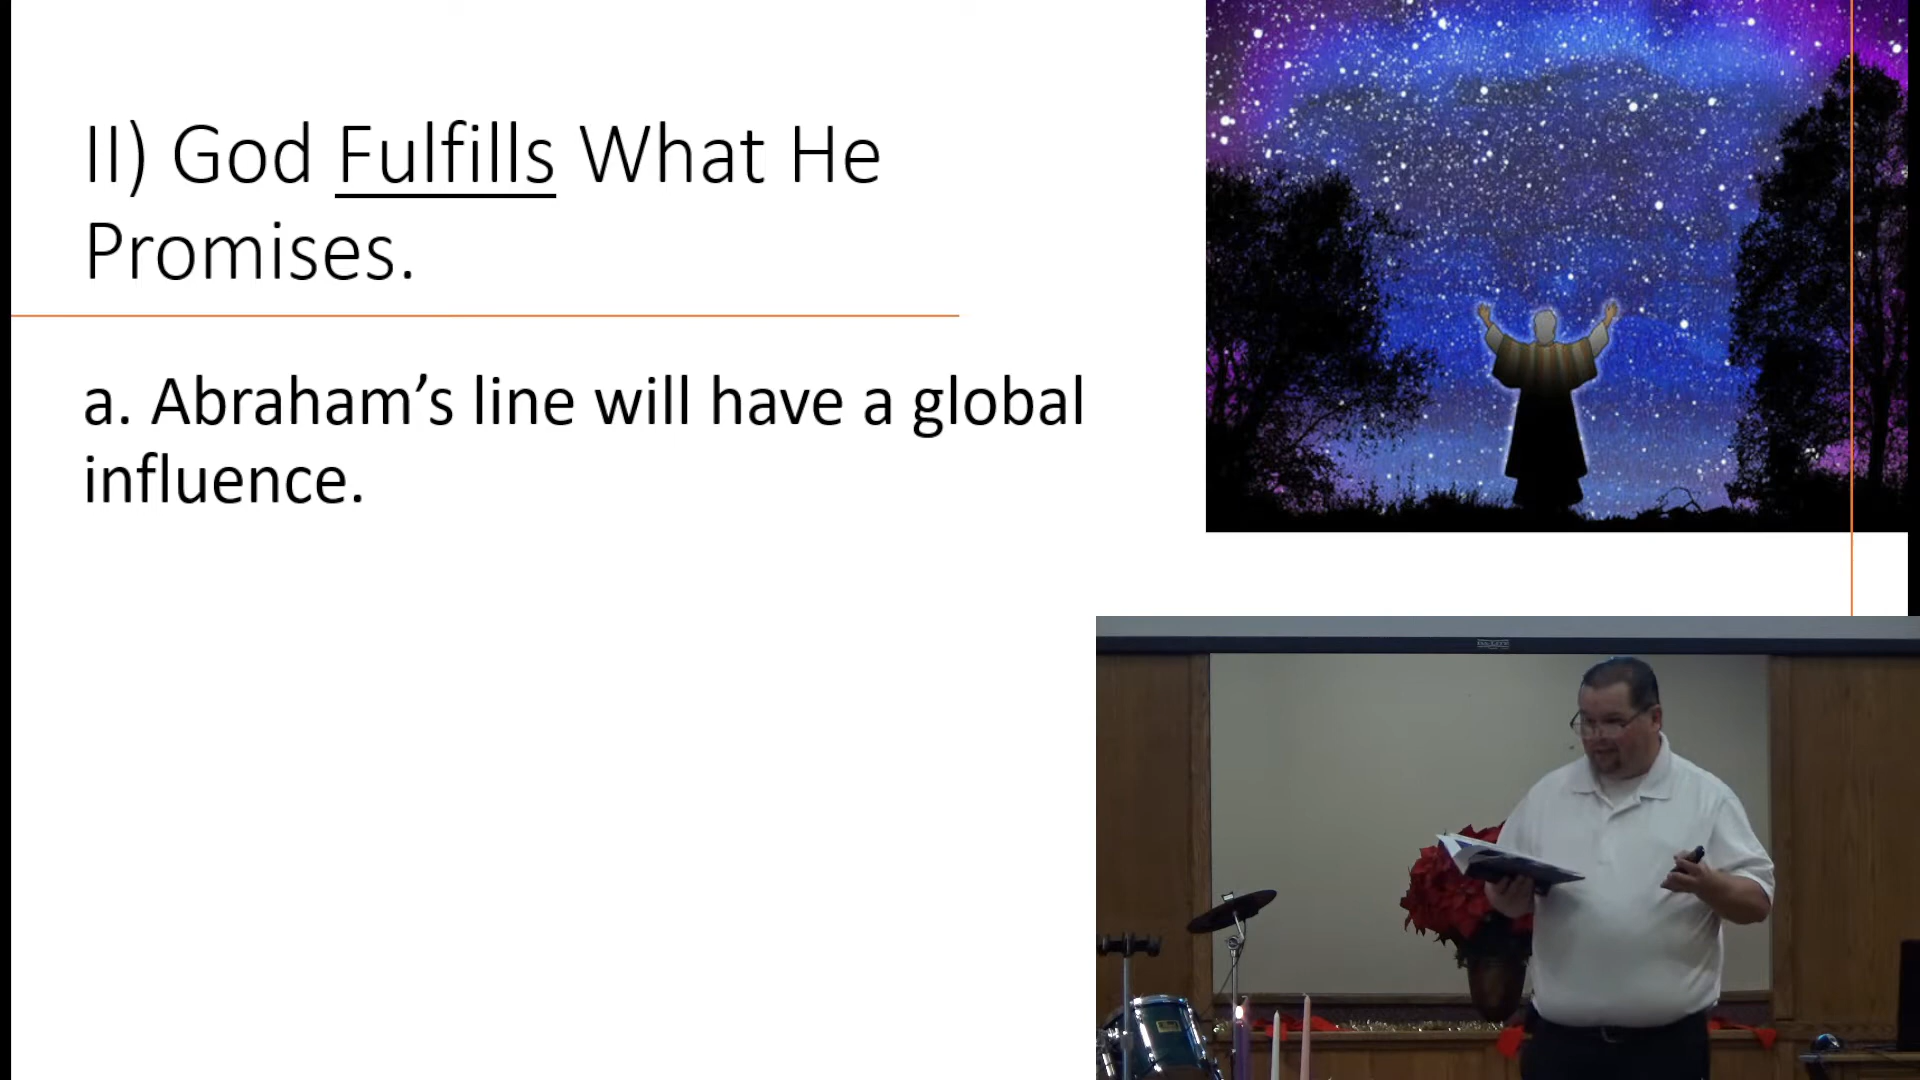 II) God Fulfills What He
Promises.
a. Abraham’s line will have a global
influence.